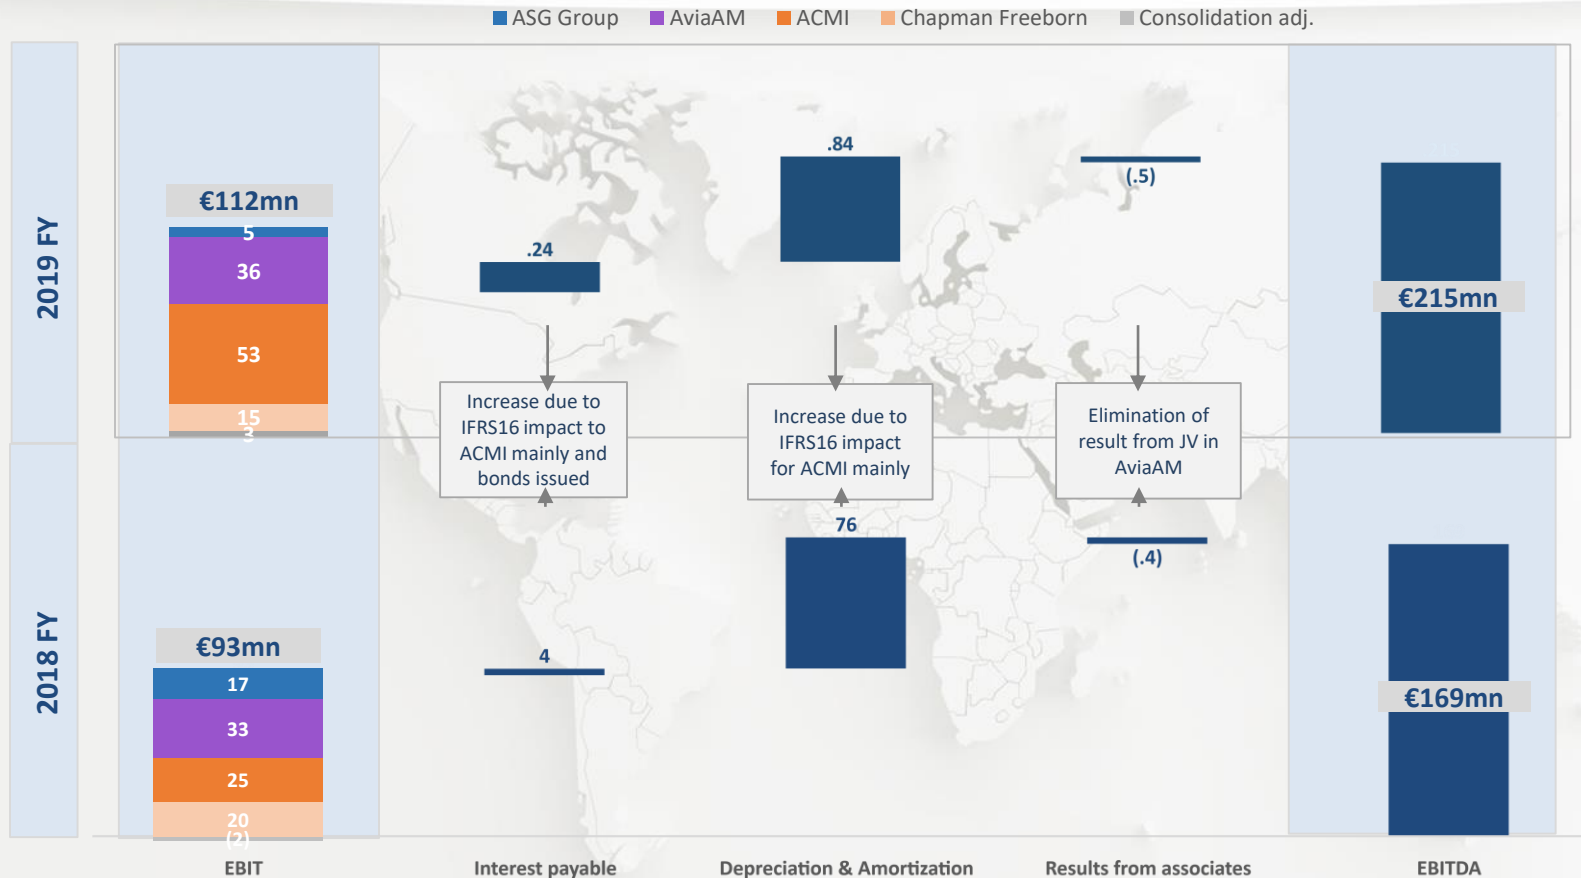 ASG Group AviaAM ACMI Chapman Freeborn Consolidation adj.
2019 FY
€112mn
5
36
53
15
3
.24
.84
(.5)
€215mn
Increase due to
IFRS16 impact to
ACMI mainly and
bonds issued
Increase due to
IFRS16 impact
for ACMI mainly
Elimination of
result from JV in
AviaAM
2018 FY
€93mn
17
33
25
20
(2)
4
76
(.4)
€169mn
EBIT Interest payable Depreciation & Amortization Results from associates EBITDA